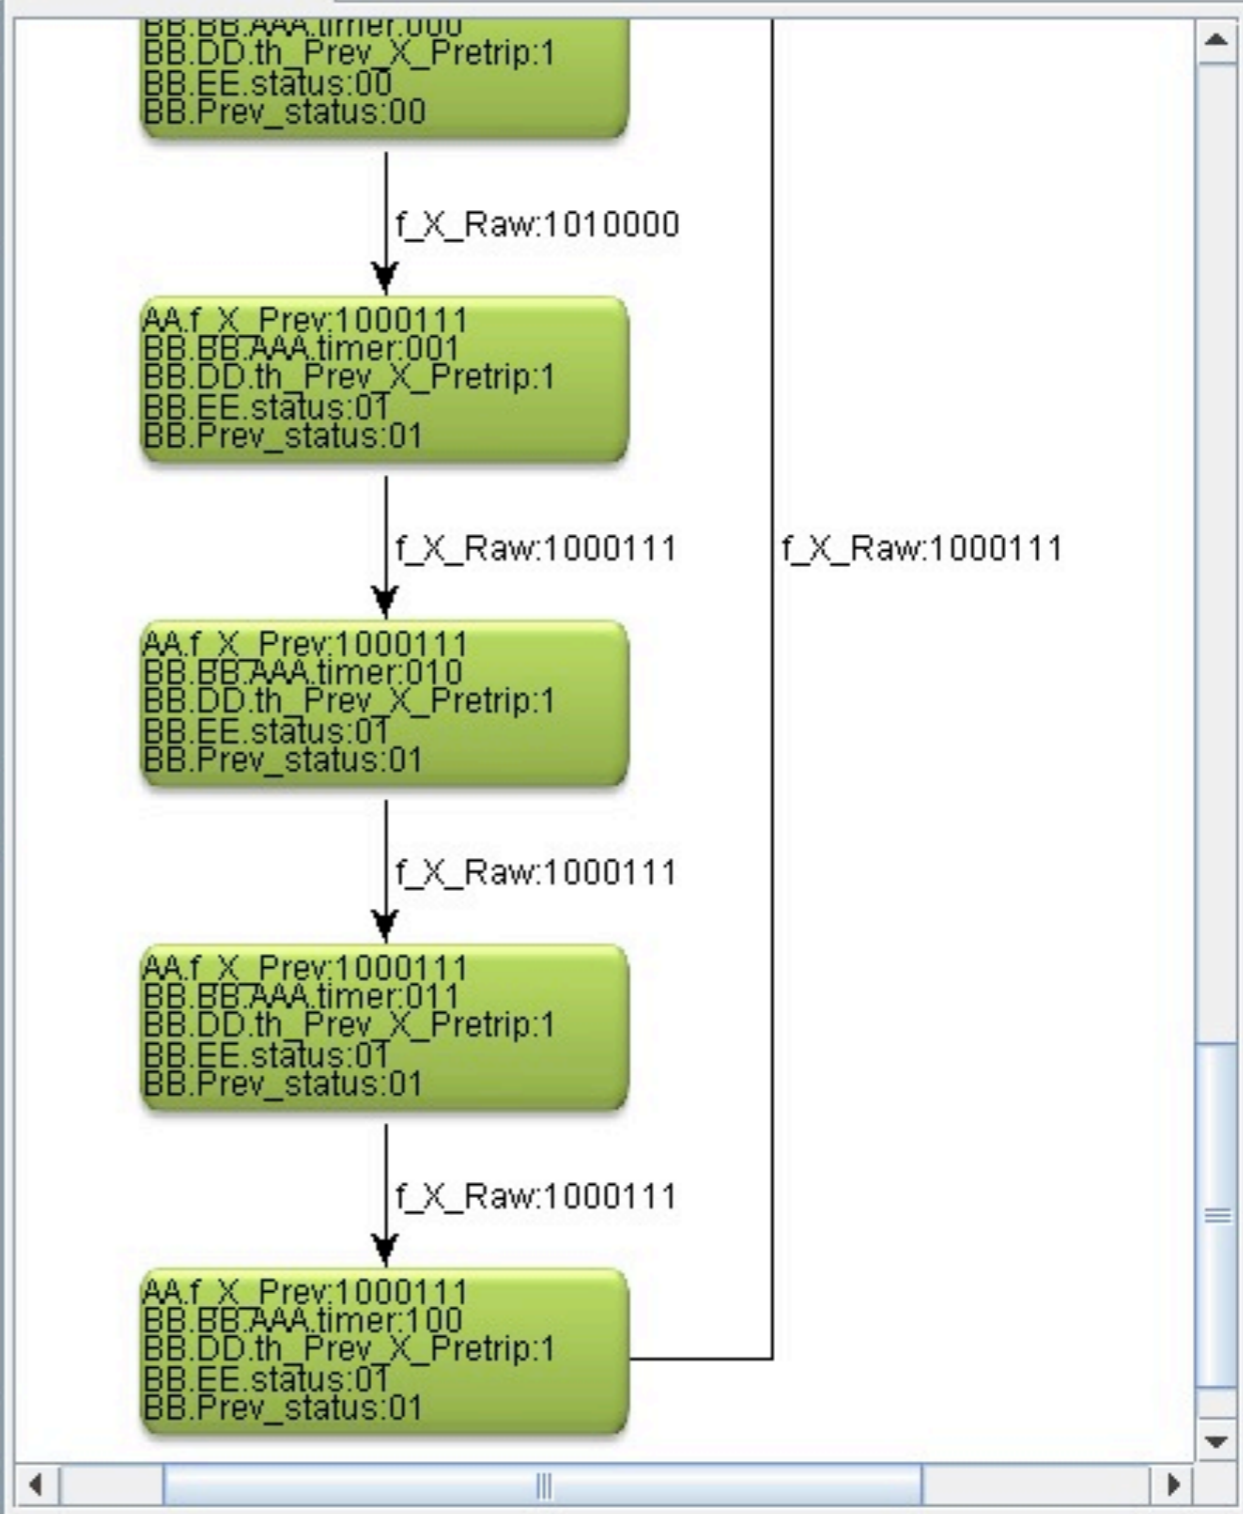 BB.BB.AAA.timer:000
BB.DD.th_Prev_X_Pretrip:1
BB.EE.status:00
BB.Prev_status:00
f_X_Raw:1010000
AA.f_X_Prev:1000111
BB.BB.AAA.timer:001
BB.DD.th_Prev_X_Pretrip:1
BB.EE.status:01
BB.Prev_status:01
f_X_Raw:1000111
f_X_Raw:1000111
AA.f_X_Prev:1000111
BB.BB.AAA.timer:010
BB.DD.th_Prev_X_Pretrip:1
BB.EE.status:01
BB.Prev_status:01
f_X_Raw:1000111
AA.f_X_Prev:1000111
BB.BB.AAA.timer:011
BB.DD.th_Prev_X_Pretrip:1
BB.EE.status:01
BB.Prev_status:01
f_X_Raw:1000111
AA.f_X_Prev:1000111
BB.BB.AAA.timer:100
BB.DD.th_Prev_X_Pretrip:1
BB.EE.status:01
BB.Prev_status:01